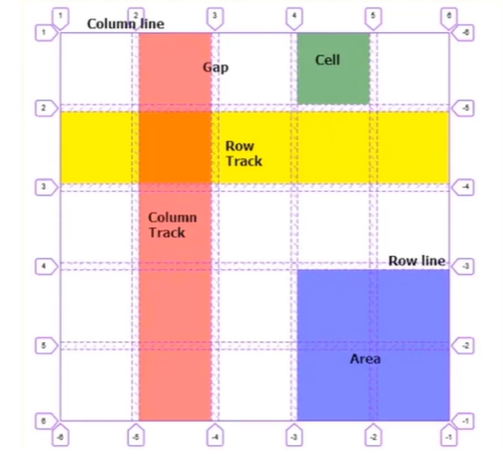 1 2 3 4 5 6
Column line
1 -6
Gap
Cell
2 -5
Row
Track
3 -4
Column
Track
Row line
4 -3
5 -2
Area
6 -1
-6 -5 -4 -3 -2 -1